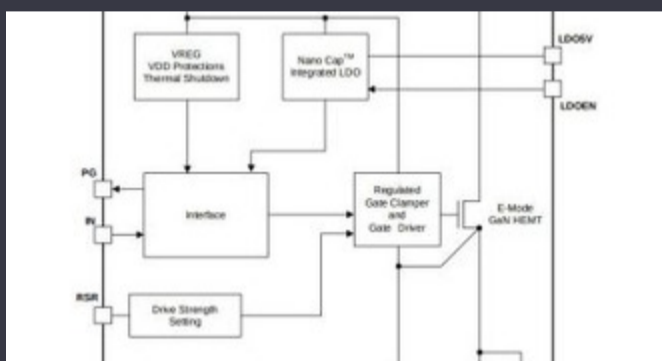 LDO5V
VREG
VDD Protections
Thermal Shutdown
Nano Cap™
Integrated LDO
LDOEN
PG
Interface
Regulated
Gate Clamper
and
Gate Driver
E-Mode
GaN HEMT
IN
RSR
Drive Strength
Setting